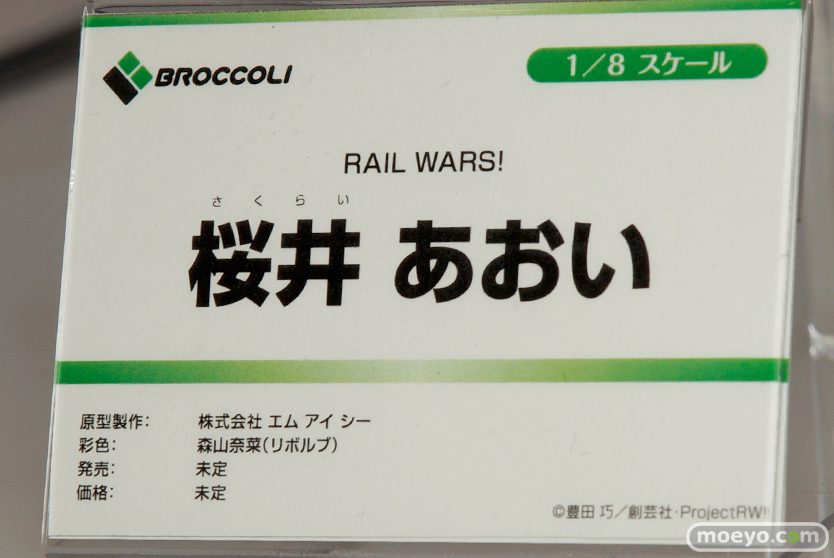 BROCCOLI
1/8 スケール
RAIL WARS!
さくらい
桜井 あおい
原型製作: 株式会社 エム アイ シー
彩色: 森山奈菜(リボルブ)
発売: 未定
価格: 未定
©豊田 巧/創芸社・ProjectRW!!
moeyo.com